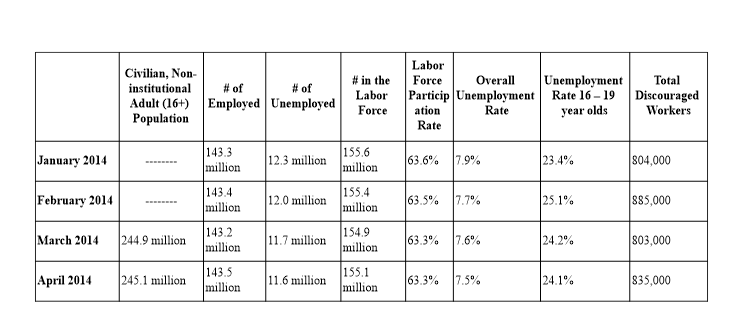 Civilian, Non-
institutional
Adult (16+)
Population
# of
Employed
# of
Unemployed
# in the
Labor
Force
Labor
Force
Particip
ation
Rate
Overall
Unemployment
Rate
Unemployment
Rate 16 – 19
year olds
Total
Discouraged
Workers
January 2014
--------
143.3
million
12.3 million
155.6
million
63.6%
7.9%
23.4%
804,000
February 2014
--------
143.4
million
12.0 million
155.4
million
63.5%
7.7%
25.1%
885,000
March 2014
244.9 million
143.2
million
11.7 million
154.9
million
63.3%
7.6%
24.2%
803,000
April 2014
245.1 million
143.5
million
11.6 million
155.1
million
63.3%
7.5%
24.1%
835,000